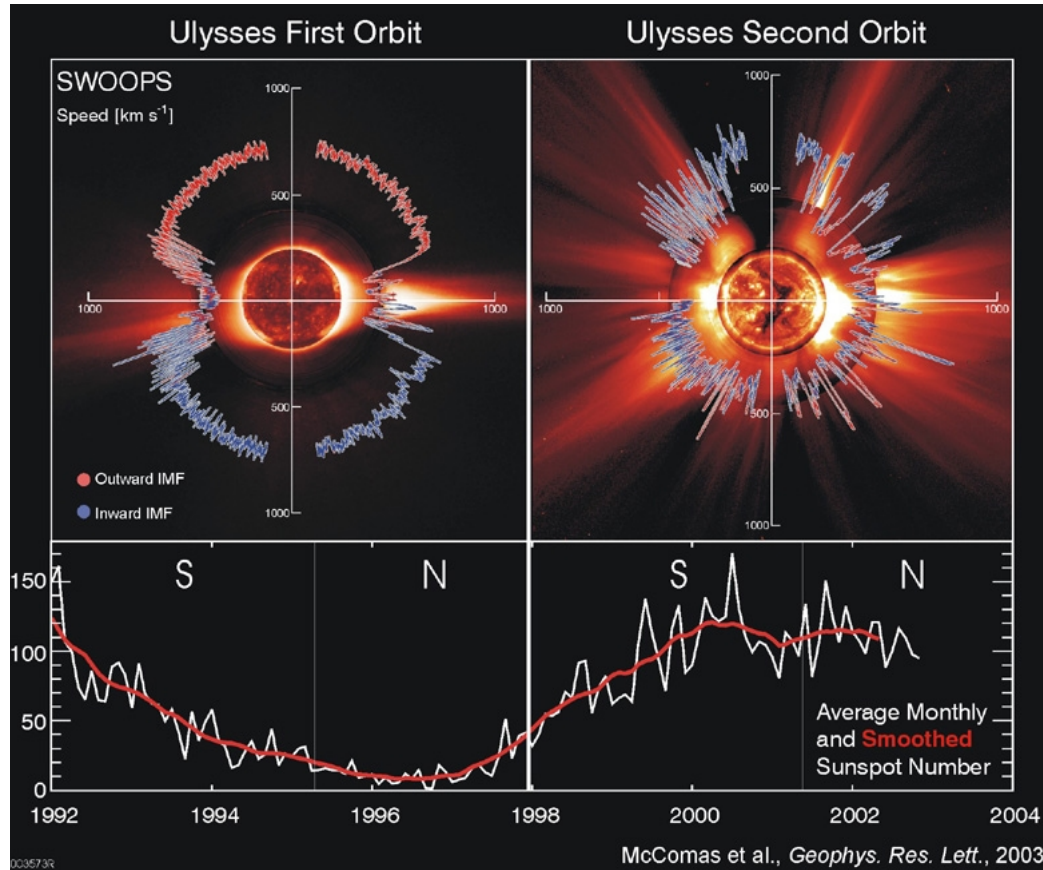 Ulysses First Orbit
Ulysses Second Orbit
SWOOPS
Speed [km s⁻¹]
1000
500
1000
1000
500
1000
Outward IMF
Inward IMF
1000
500
1000
1000
500
1000
S
N
S
N
150
100
50
0
Average Monthly
and Smoothed
Sunspot Number
1992
1994
1996
1998
2000
2002
2004
McComas et al., Geophys. Res. Lett., 2003
003573R